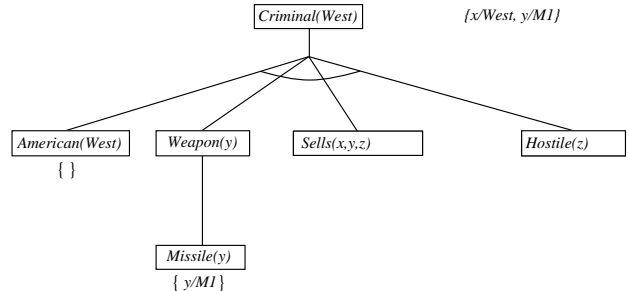 Criminal(West) {x/West, y/M1}
American(West) Weapon(y) Sells(x,y,z) Hostile(z)
{ }
Missile(y)
{ y/M1 }